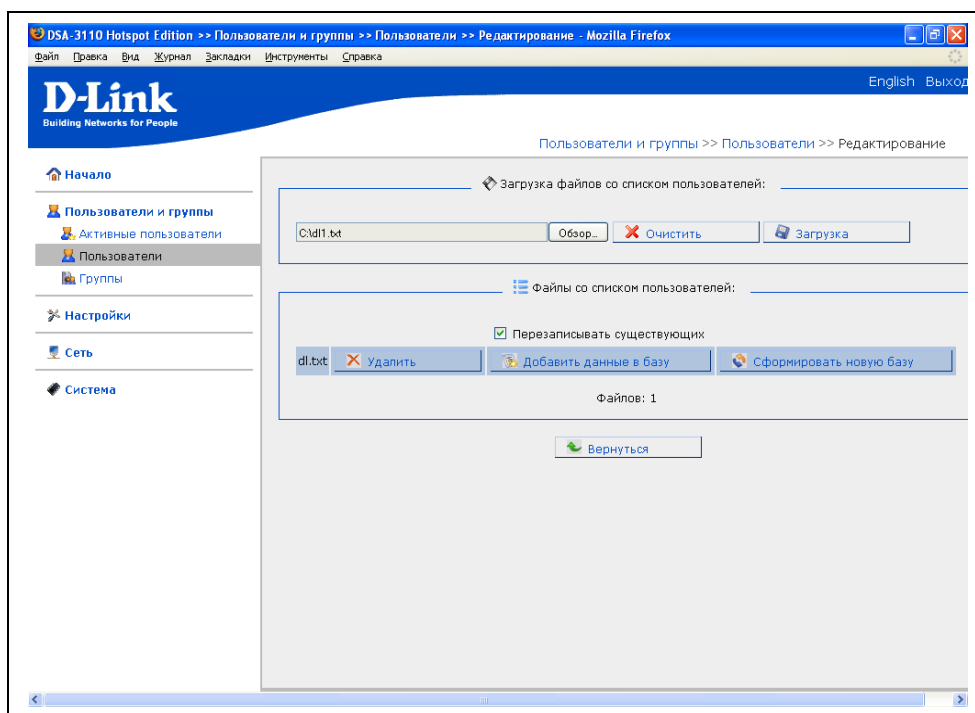 DSA-3110 Hotspot Edition >> Пользователи и группы >> Пользователи >> Редактирование - Mozilla Firefox
Файл Правка Вид Журнал Закладки Инструменты Справка
English Выход
D-Link
Building Networks for People
Пользователи и группы >> Пользователи >> Редактирование
Начало
Пользователи и группы
Активные пользователи
Пользователи
Группы
Настройки
Сеть
Система
Загрузка файлов со списком пользователей:
C:\dl1.txt Обзор... Очистить Загрузка
Файлы со списком пользователей:
Перезаписывать существующих
dl.txt Удалить Добавить данные в базу Сформировать новую базу
Файлов: 1
Вернуться